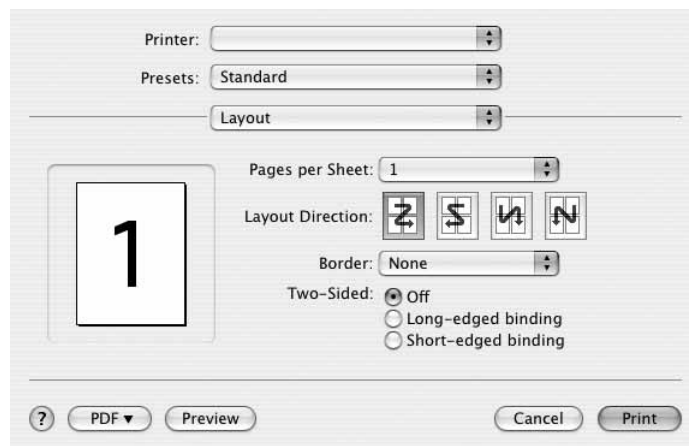 Printer:
Presets: Standard
Layout
Pages per Sheet: 1
1
Layout Direction:
Border: None
Two-Sided: Off
Long-edged binding
Short-edged binding
? PDF▼ Preview Cancel Print